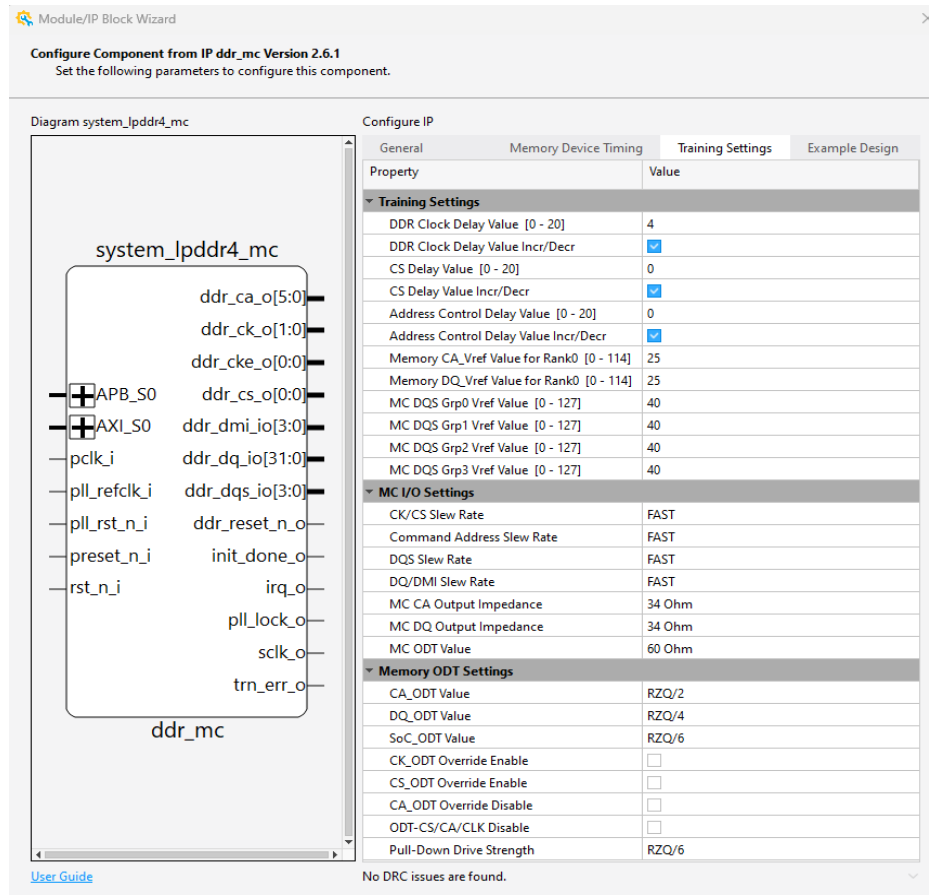 Module/IP Block Wizard
Configure Component from IP ddr_mc Version 2.6.1
Set the following parameters to configure this component.
Diagram system_lpddr4_mc
system_lpddr4_mc
ddr_ca_o[5:0]
ddr_ck_o[1:0]
ddr_cke_o[0:0]
APB_S0 ddr_cs_o[0:0]
AXI_S0 ddr_dmi_io[3:0]
pclk_i ddr_dq_io[31:0]
pll_refclk_i ddr_dqs_io[3:0]
pll_rst_n_i ddr_reset_n_o
preset_n_i init_done_o
rst_n_i irq_o
pll_lock_o
sclk_o
trn_err_o
ddr_mc
User Guide
Configure IP
General Memory Device Timing Training Settings Example Design
Property Value
Training Settings
DDR Clock Delay Value [0 - 20] 4
DDR Clock Delay Value Incr/Decr
CS Delay Value [0 - 20] 0
CS Delay Value Incr/Decr
Address Control Delay Value [0 - 20] 0
Address Control Delay Value Incr/Decr
Memory CA_Vref Value for Rank0 [0 - 114] 25
Memory DQ_Vref Value for Rank0 [0 - 114] 25
MC DQS Grp0 Vref Value [0 - 127] 40
MC DQS Grp1 Vref Value [0 - 127] 40
MC DQS Grp2 Vref Value [0 - 127] 40
MC DQS Grp3 Vref Value [0 - 127] 40
MC I/O Settings
CK/CS Slew Rate FAST
Command Address Slew Rate FAST
DQS Slew Rate FAST
DQ/DMI Slew Rate FAST
MC CA Output Impedance 34 Ohm
MC DQ Output Impedance 34 Ohm
MC ODT Value 60 Ohm
Memory ODT Settings
CA_ODT Value RZQ/2
DQ_ODT Value RZQ/4
SoC_ODT Value RZQ/6
CK_ODT Override Enable
CS_ODT Override Enable
CA_ODT Override Disable
ODT-CS/CA/CLK Disable
Pull-Down Drive Strength RZQ/6
No DRC issues are found.